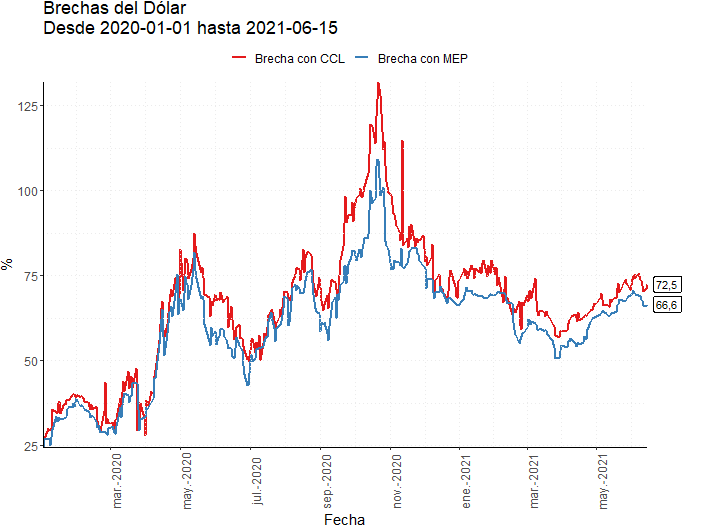 Brechas del Dólar
Desde 2020-01-01 hasta 2021-06-15
Brecha con CCL
Brecha con MEP
%
125
100
75
50
25
72,5
66,6
mar.-2020
may.-2020
jul.-2020
sep.-2020
nov.-2020
ene.-2021
mar.-2021
may.-2021
Fecha